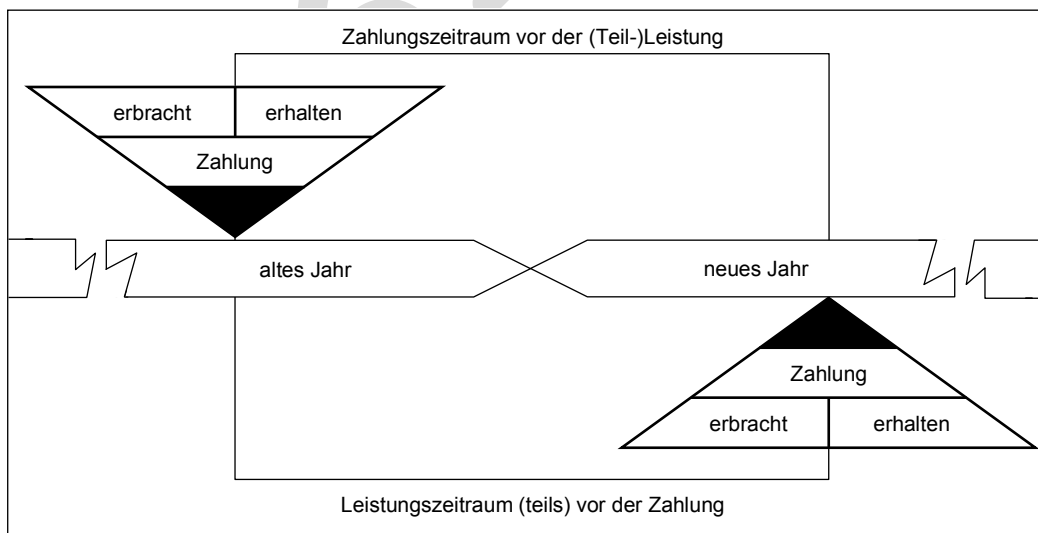 Zahlungszeitraum vor der (Teil-)Leistung
erbracht erhalten
Zahlung
altes Jahr neues Jahr
Zahlung
erbracht erhalten
Leistungszeitraum (teils) vor der Zahlung